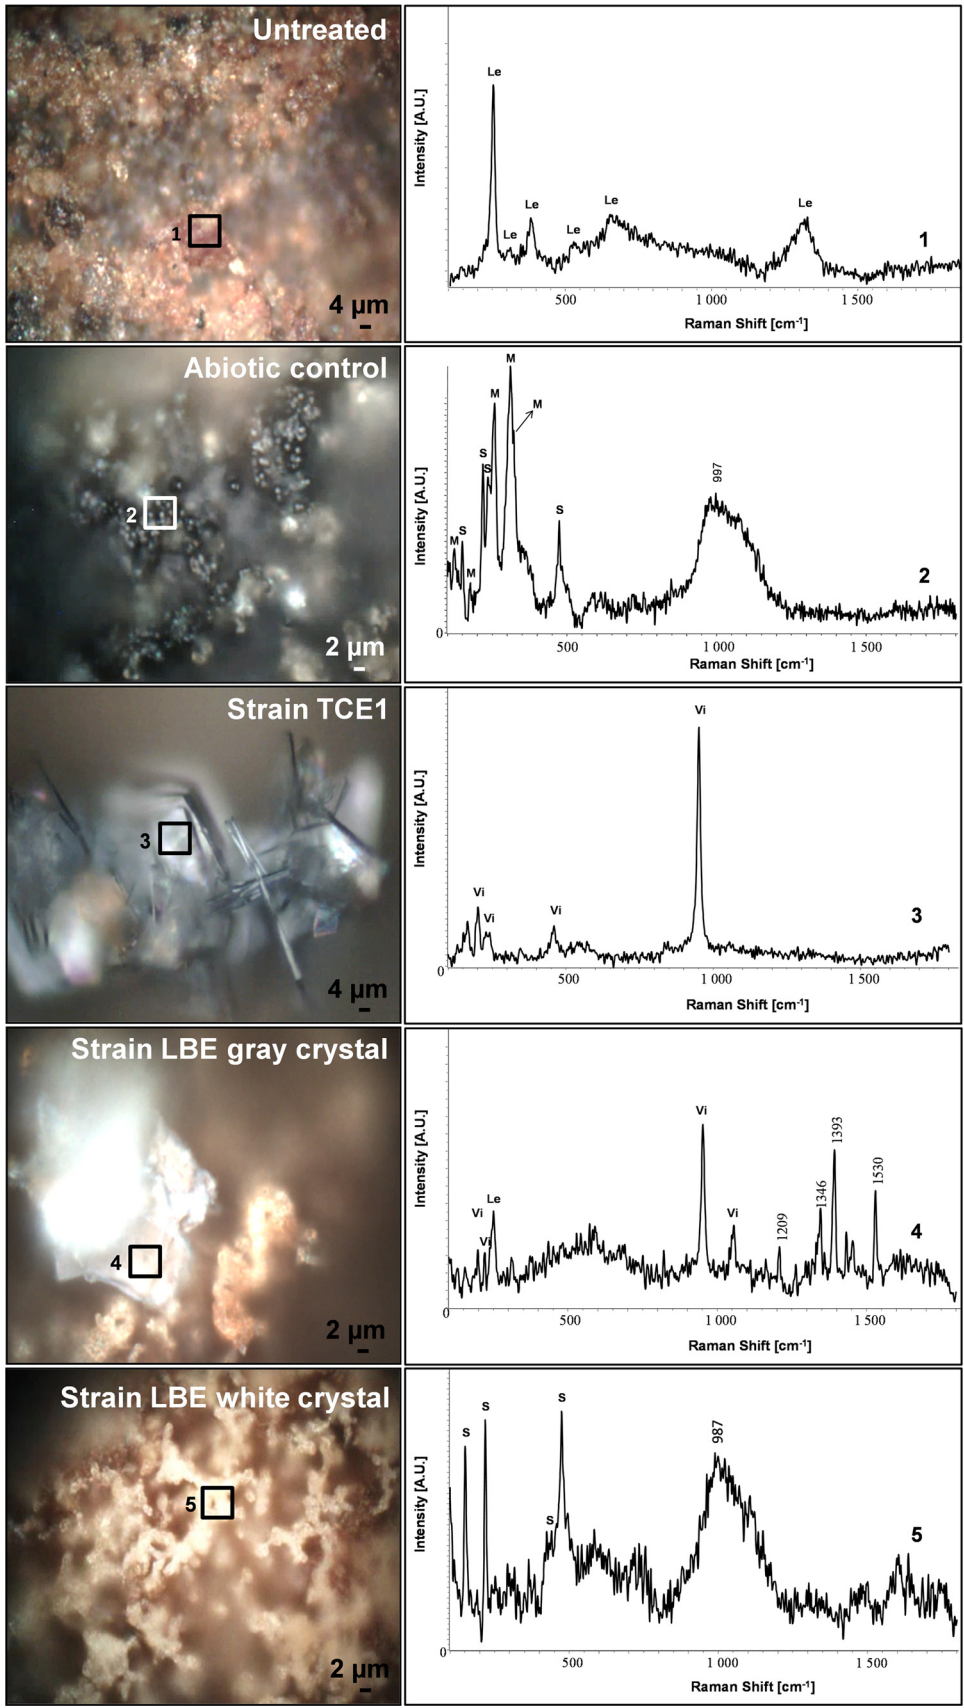 Untreated
1
4 µm
Intensity [A.U.]
Le
Le
Le
Le
Le
Le
1
500
1 000
1 500
Raman Shift [cm-1]
Abiotic control
2
2 µm
Intensity [A.U.]
M
S
M
S
S
M
M
M
S
997
2
0
500
1 000
1 500
Raman Shift [cm-1]
Strain TCE1
3
4 µm
Intensity [A.U.]
Vi
Vi
Vi
Vi
3
0
500
1 000
1 500
Raman Shift [cm-1]
Strain LBE gray crystal
4
2 µm
Intensity [A.U.]
Vi
Vi
Le
Vi
Vi
1209
1346
1393
1530
4
0
500
1 000
1 500
Raman Shift [cm-1]
Strain LBE white crystal
5
2 µm
Intensity [A.U.]
S
S
S
S
987
5
0
500
1 000
1 500
Raman Shift [cm-1]